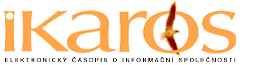 ikaros
ELEKTRONICKÝ ČASOPIS O INFORMAČNÍ SPOLEČNOSTI